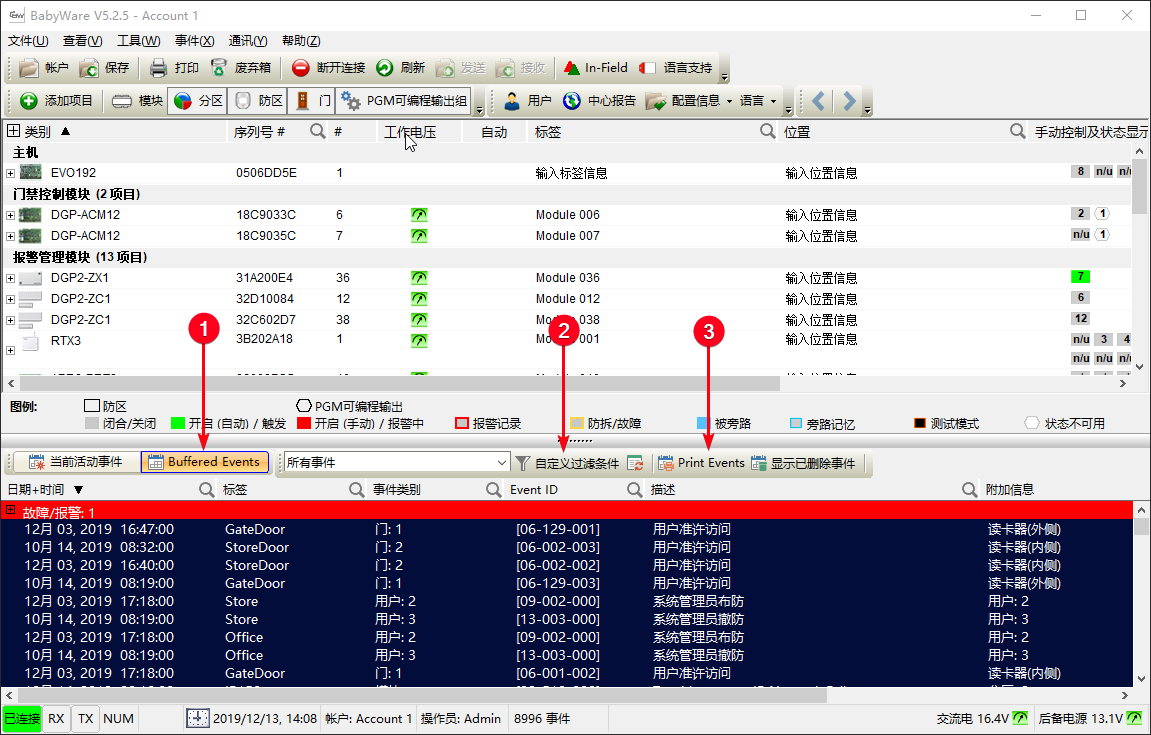 BabyWare V5.2.5 - Account 1
文件(U) 查看(V) 工具(W) 事件(X) 通讯(Y) 帮助(Z)
帐户 保存 打印 废弃箱 断开连接 刷新 发送 接收 In-Field 语言支持
添加项目 模块 分区 防区 门 PGM可编程输出组 用户 中心报告 配置信息 语言
类别 序列号 # # 工作电压 自动 标签 位置 手动控制及状态显示
主机
EVO192 0506DD5E 1 输入标签信息 输入位置信息 8 n/u n/u
门禁控制模块 (2 项目)
DGP-ACM12 18C9033C 6 Module 006 输入位置信息 2 1
DGP-ACM12 18C9035C 7 Module 007 输入位置信息 n/u 1
报警管理模块 (13 项目)
DGP2-ZX1 31A200E4 36 Module 036 输入位置信息 7
DGP2-ZC1 32D10084 12 Module 012 输入位置信息 6
DGP2-ZC1 32C602D7 38 Module 038 输入位置信息 12
RTX3 3B202A18 1 Module 001 输入位置信息 n/u 3 4
n/u n/u n/u
1 2 3
图例: 防区 PGM可编程输出
闭合/关闭 开启 (自动) / 触发 开启 (手动) / 报警中 报警记录 防拆/故障 被旁路 旁路记忆 测试模式 状态不可用
当前活动事件 Buffered Events 所有事件 自定义过滤条件 Print Events 显示已删除事件
日期+时间 标签 事件类别 Event ID 描述 附加信息
故障/报警: 1
12月 03, 2019 16:47:00 GateDoor 门: 1 [06-129-001] 用户准许访问 读卡器(外侧)
10月 14, 2019 08:32:00 StoreDoor 门: 2 [06-002-003] 用户准许访问 读卡器(内侧)
12月 03, 2019 16:40:00 StoreDoor 门: 2 [06-002-002] 用户准许访问 读卡器(内侧)
10月 14, 2019 08:19:00 GateDoor 门: 1 [06-129-003] 用户准许访问 读卡器(外侧)
12月 03, 2019 17:18:00 Store 用户: 2 [09-002-000] 系统管理员布防 用户: 2
10月 14, 2019 08:19:00 Store 用户: 3 [13-003-000] 系统管理员撤防 用户: 3
12月 03, 2019 17:18:00 Office 用户: 2 [09-002-000] 系统管理员布防 用户: 2
10月 14, 2019 08:19:00 Office 用户: 3 [13-003-000] 系统管理员撤防 用户: 3
12月 03, 2019 17:18:00 GateDoor 门: 1 [06-001-002] 用户准许访问 读卡器(内侧)
已连接 RX TX NUM 2019/12/13, 14:08 帐户: Account 1 操作员: Admin 8996 事件 交流电 16.4V 后备电源 13.1V